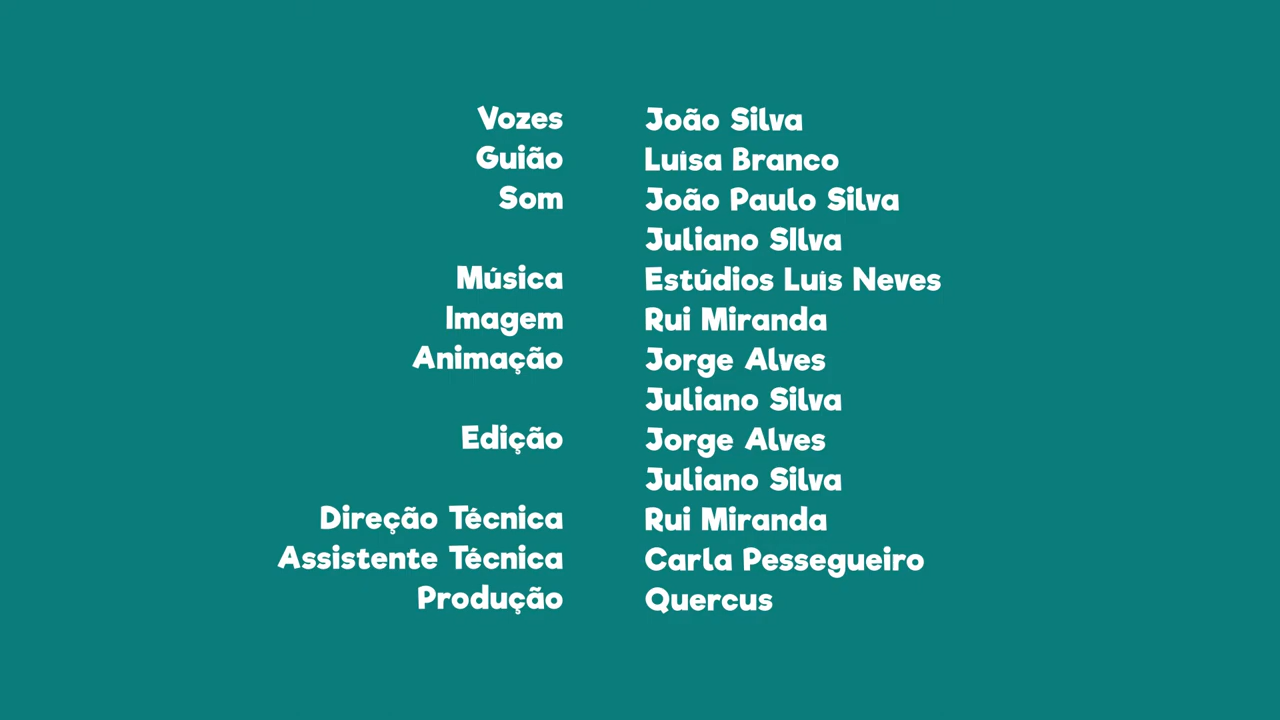 Vozes João Silva
Guião Luísa Branco
Som João Paulo Silva
Juliano SIlva
Música Estúdios Luís Neves
Imagem Rui Miranda
Animação Jorge Alves
Juliano Silva
Edição Jorge Alves
Juliano Silva
Direção Técnica Rui Miranda
Assistente Técnica Carla Pessegueiro
Produção Quercus